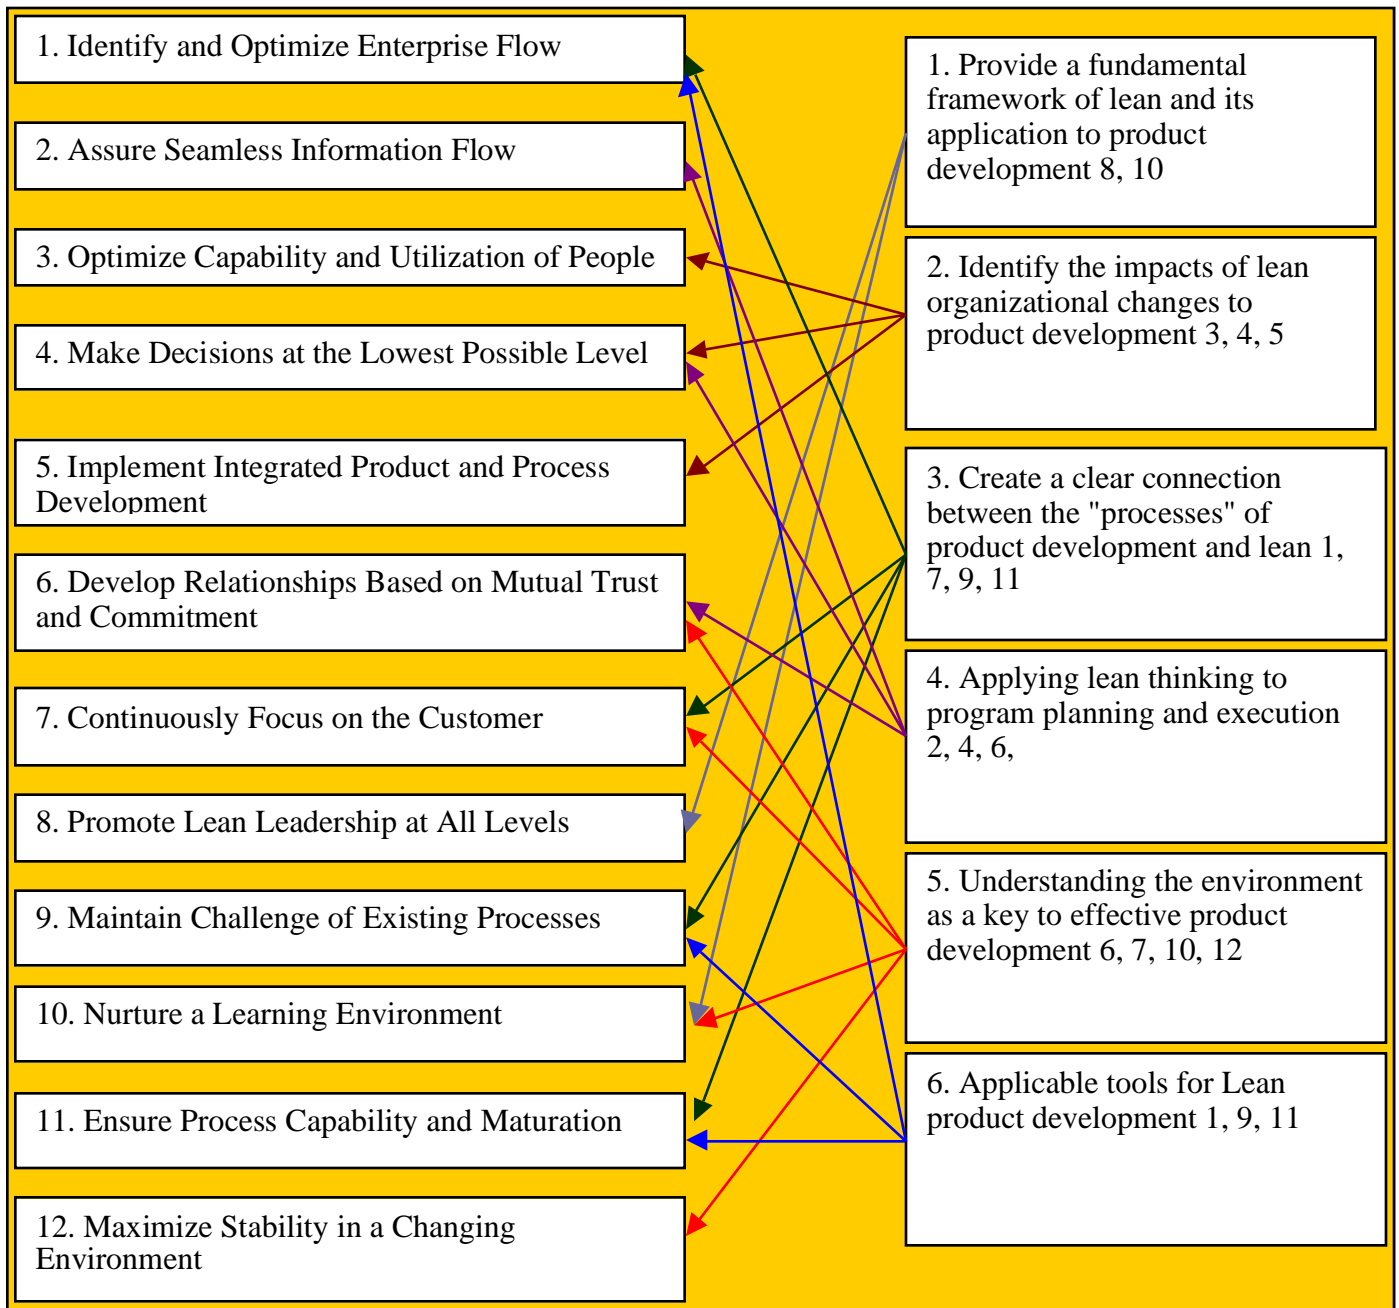 1. Identify and Optimize Enterprise Flow
2. Assure Seamless Information Flow
3. Optimize Capability and Utilization of People
4. Make Decisions at the Lowest Possible Level
5. Implement Integrated Product and Process
Development
6. Develop Relationships Based on Mutual Trust
and Commitment
7. Continuously Focus on the Customer
8. Promote Lean Leadership at All Levels
9. Maintain Challenge of Existing Processes
10. Nurture a Learning Environment
11. Ensure Process Capability and Maturation
12. Maximize Stability in a Changing
Environment
1. Provide a fundamental
framework of lean and its
application to product
development 8, 10
2. Identify the impacts of lean
organizational changes to
product development 3, 4, 5
3. Create a clear connection
between the "processes" of
product development and lean 1,
7, 9, 11
4. Applying lean thinking to
program planning and execution
2, 4, 6,
5. Understanding the environment
as a key to effective product
development 6, 7, 10, 12
6. Applicable tools for Lean
product development 1, 9, 11